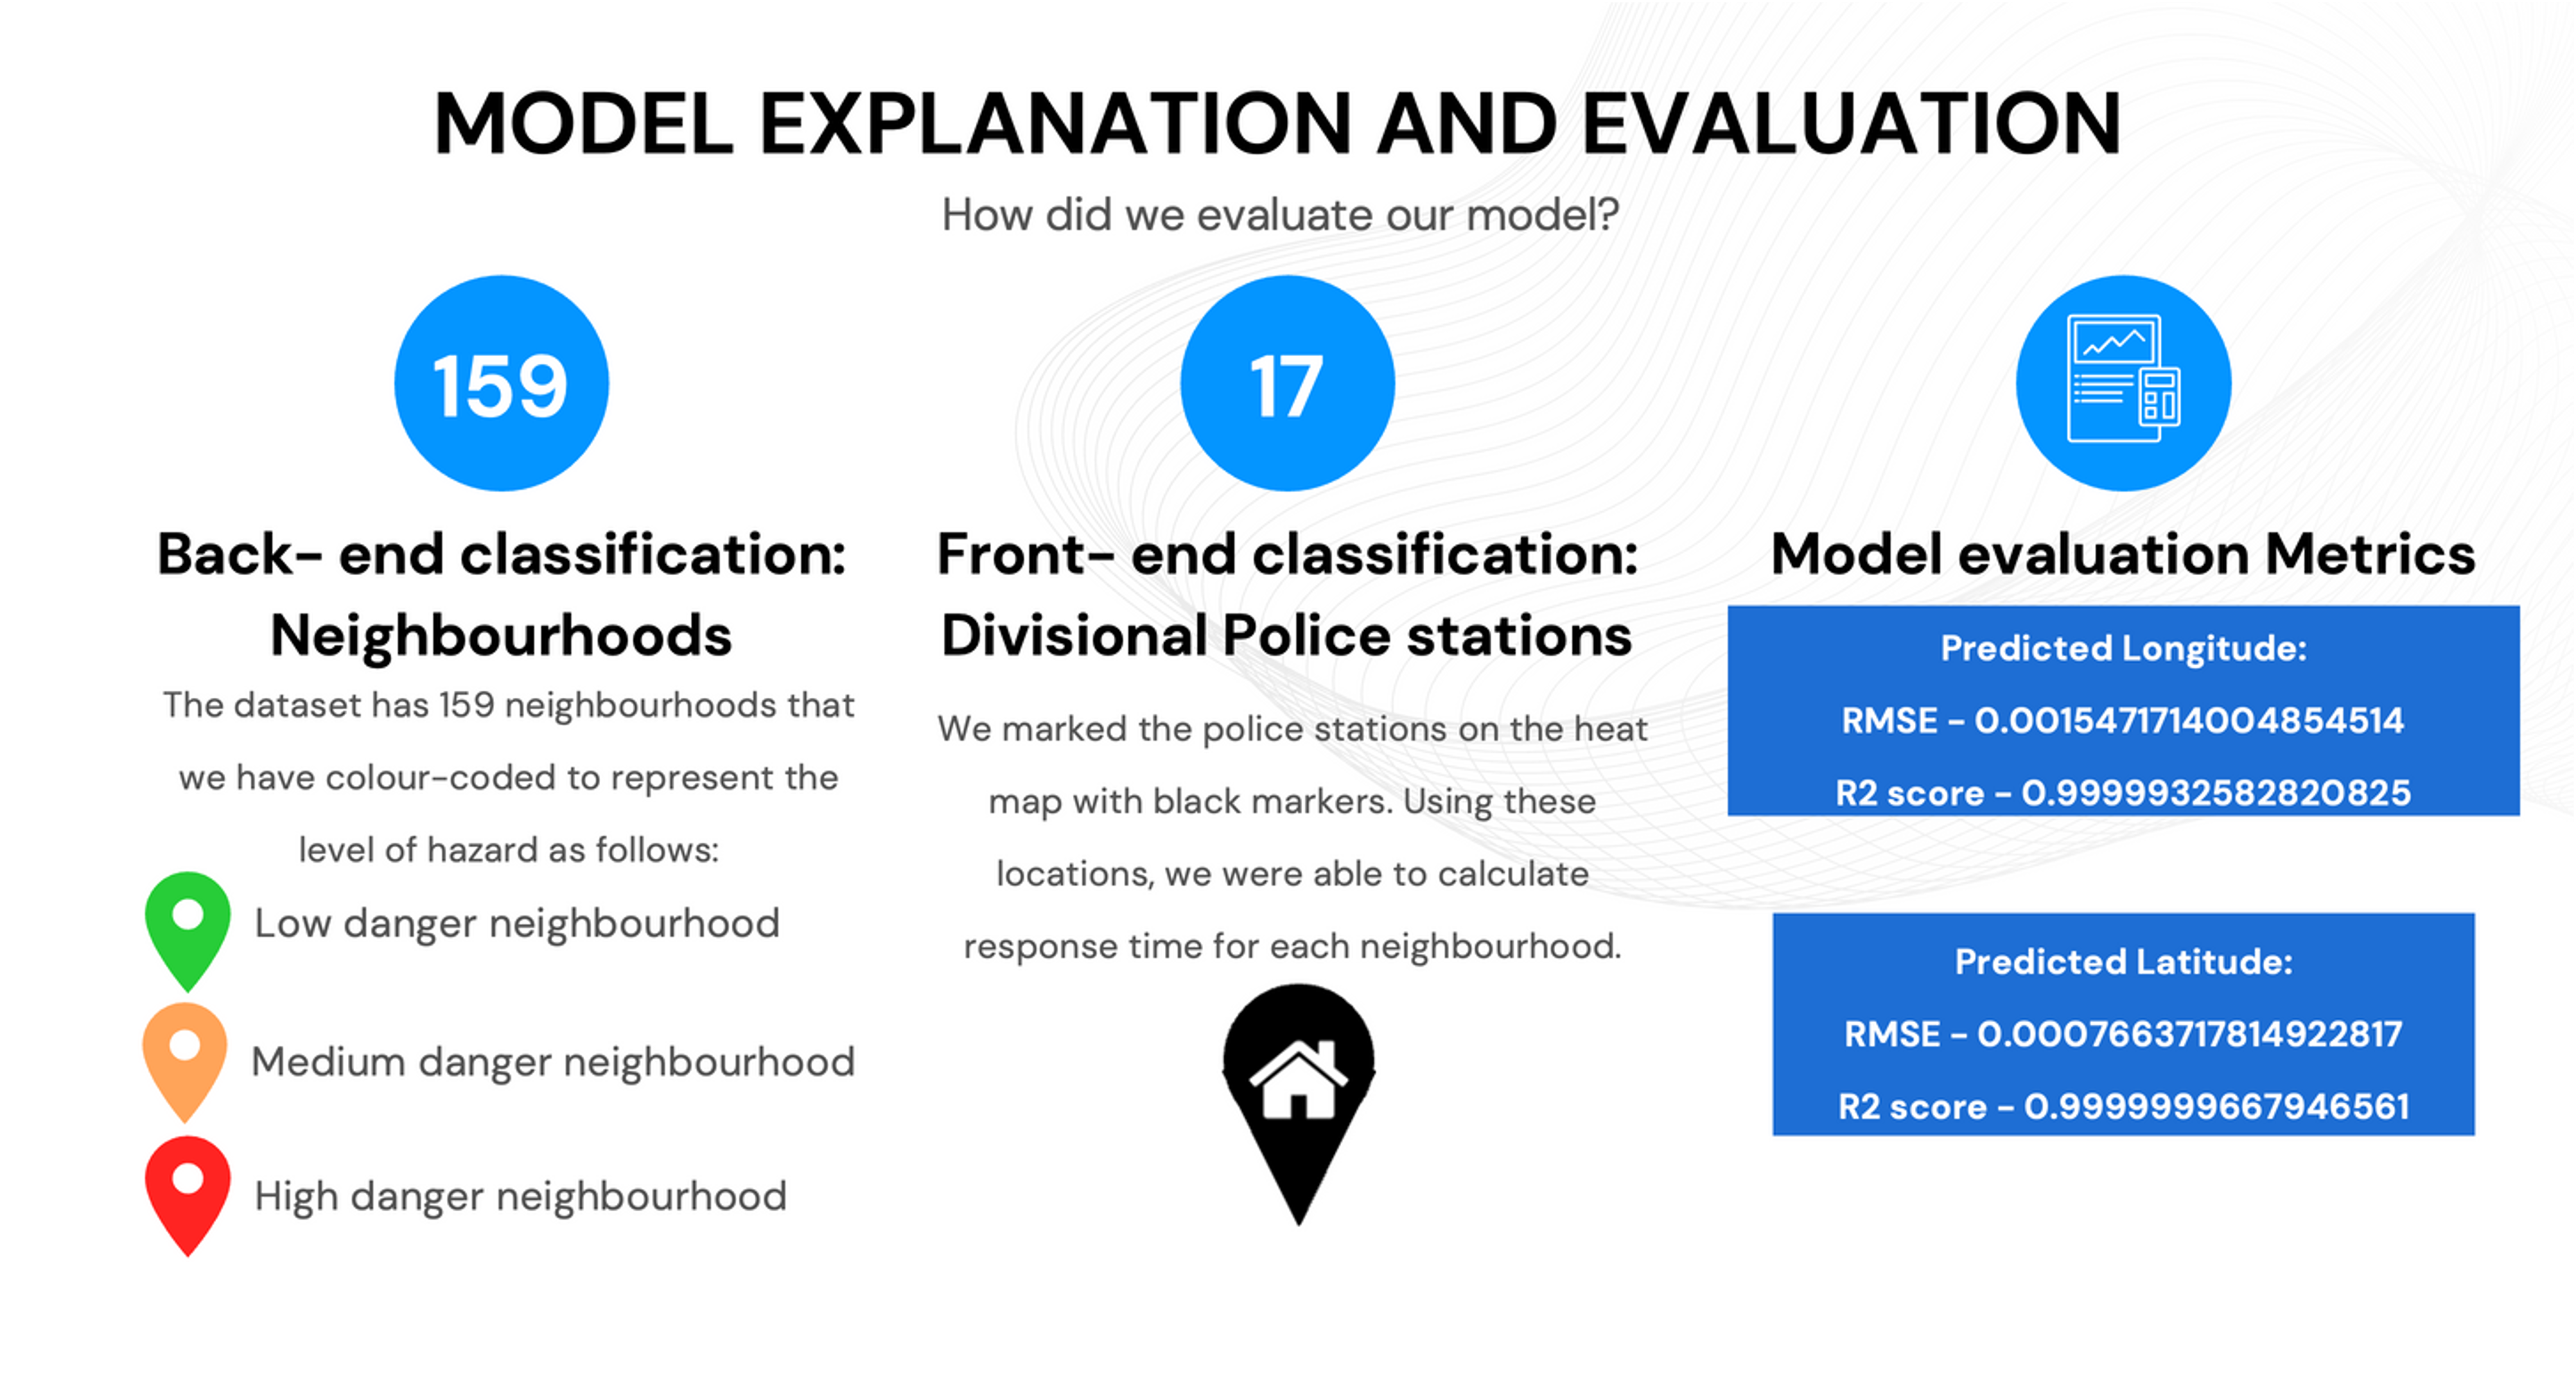 MODEL EXPLANATION AND EVALUATION
How did we evaluate our model?
159
Back- end classification:
Neighbourhoods
The dataset has 159 neighbourhoods that
we have colour-coded to represent the
level of hazard as follows:
Low danger neighbourhood
Medium danger neighbourhood
High danger neighbourhood
17
Front- end classification:
Divisional Police stations
We marked the police stations on the heat
map with black markers. Using these
locations, we were able to calculate
response time for each neighbourhood.
Model evaluation Metrics
Predicted Longitude:
RMSE - 0.0015471714004854514
R2 score - 0.9999932582820825
Predicted Latitude:
RMSE - 0.0007663717814922817
R2 score - 0.9999999667946561